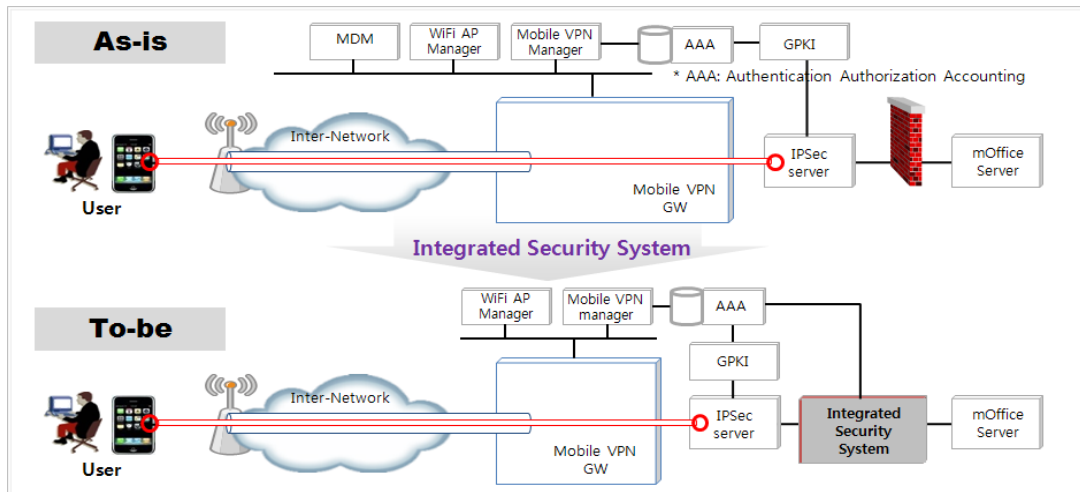 As-is
MDM
WiFi AP
Manager
Mobile VPN
Manager
AAA
GPKI
* AAA: Authentication Authorization Accounting
Inter-Network
IPSec
server
mOffice
Server
User
Mobile VPN
GW
Integrated Security System
To-be
WiFi AP
Manager
Mobile VPN
manager
AAA
GPKI
Inter-Network
IPSec
server
Integrated
Security
System
mOffice
Server
User
Mobile VPN
GW